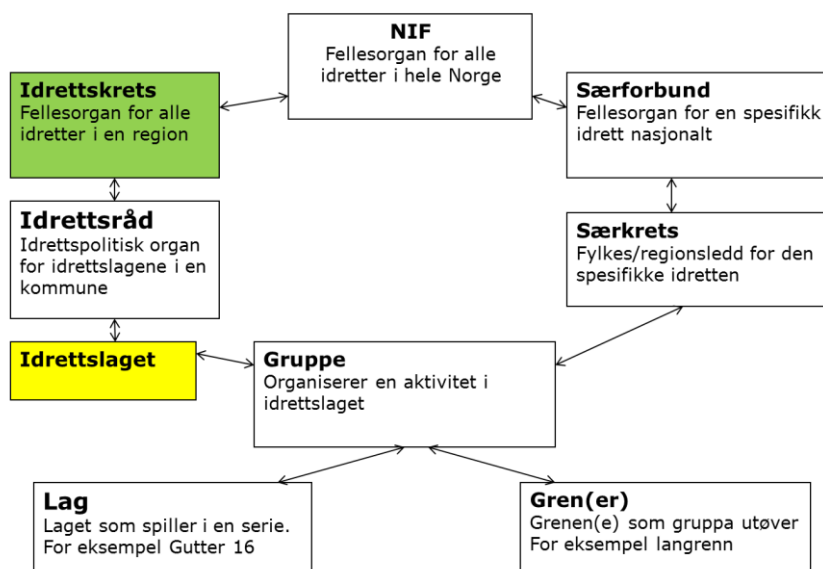 NIF
Fellesorgan for alle
idretter i hele Norge
Idrettskrets
Fellesorgan for alle
idretter i en region
Særforbund
Fellesorgan for en spesifikk
idrett nasjonalt
Idrettsråd
Idrettspolitisk organ
for idrettslagene i en
kommune
Særkrets
Fylkes/regionsledd for den
spesifikke idretten
Idrettslaget
Gruppe
Organiserer en aktivitet i
idrettslaget
Lag
Laget som spiller i en serie.
For eksempel Gutter 16
Gren(er)
Grenen(e) som gruppa utøver
For eksempel langrenn